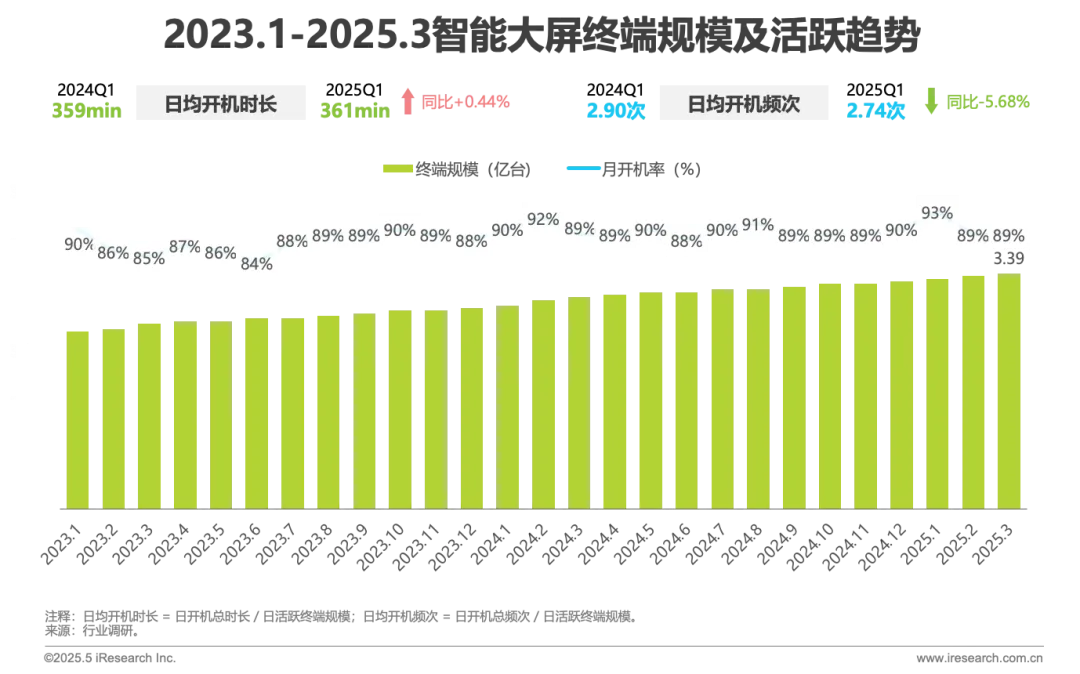 2023.1-2025.3智能大屏终端规模及活跃趋势
2024Q1
359min
日均开机时长
2025Q1
361min
同比+0.44%
2024Q1
2.90次
日均开机频次
2025Q1
2.74次
同比-5.68%
终端规模（亿台） 月开机率（%）
90% 86% 85% 87% 86% 84% 88% 89% 89% 90% 89% 88% 90% 92% 89% 89% 90% 88% 90% 91% 89% 89% 89% 90% 93% 89% 89%
3.39
2023.1 2023.2 2023.3 2023.4 2023.5 2023.6 2023.7 2023.8 2023.9 2023.10 2023.11 2023.12 2024.1 2024.2 2024.3 2024.4 2024.5 2024.6 2024.7 2024.8 2024.9 2024.10 2024.11 2024.12 2025.1 2025.2 2025.3
注释：日均开机时长 = 日开机总时长 / 日活跃终端规模；日均开机频次 = 日开机总频次 / 日活跃终端规模。
来源：行业调研。
©2025.5 iResearch Inc. www.iresearch.com.cn